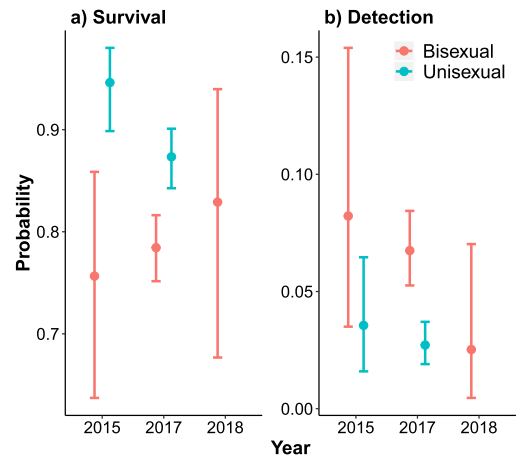 a) Survival
b) Detection
Bisexual
Unisexual
Probability
0.9
0.8
0.7
0.15
0.10
0.05
0.00
2015 2017 2018
2015 2017 2018
Year